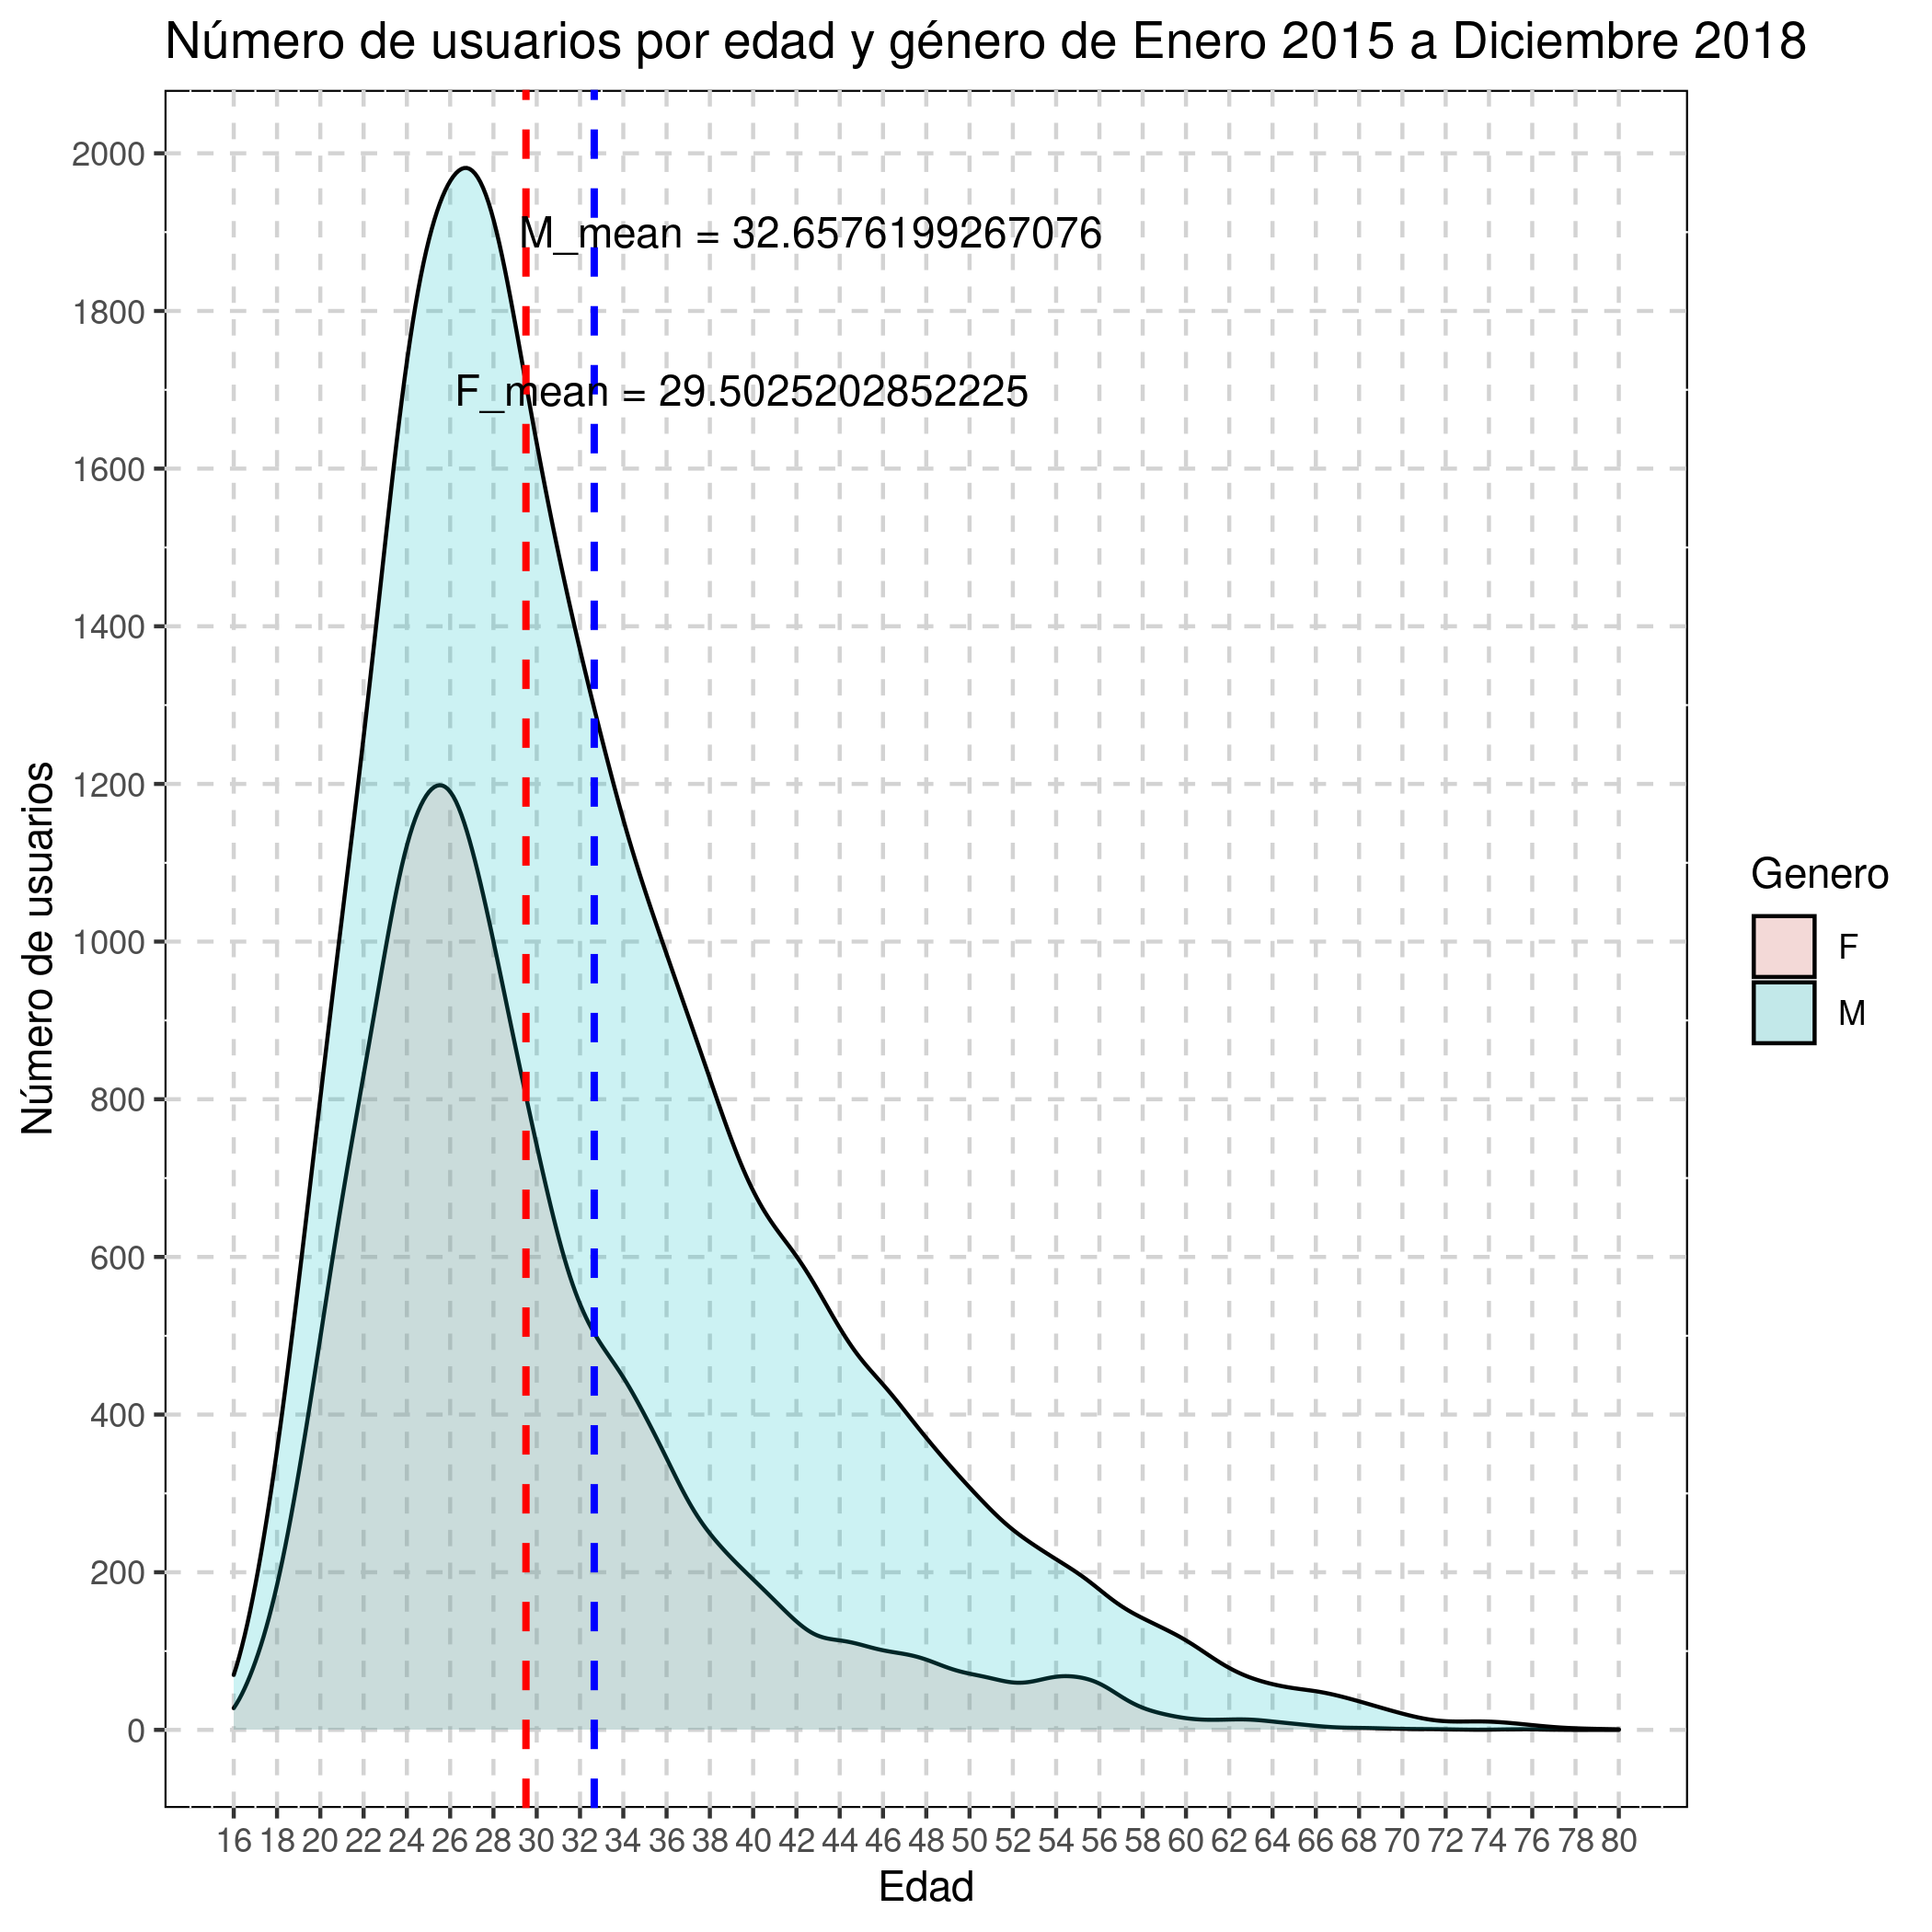 Número de usuarios por edad y género de Enero 2015 a Diciembre 2018
2000
M_mean = 32.6576199267076
1800
F_mean = 29.5025202852225
1600
1400
1200
1000
800
600
400
200
0
Número de usuarios
Genero
F
M
16 18 20 22 24 26 28 30 32 34 36 38 40 42 44 46 48 50 52 54 56 58 60 62 64 66 68 70 72 74 76 78 80
Edad